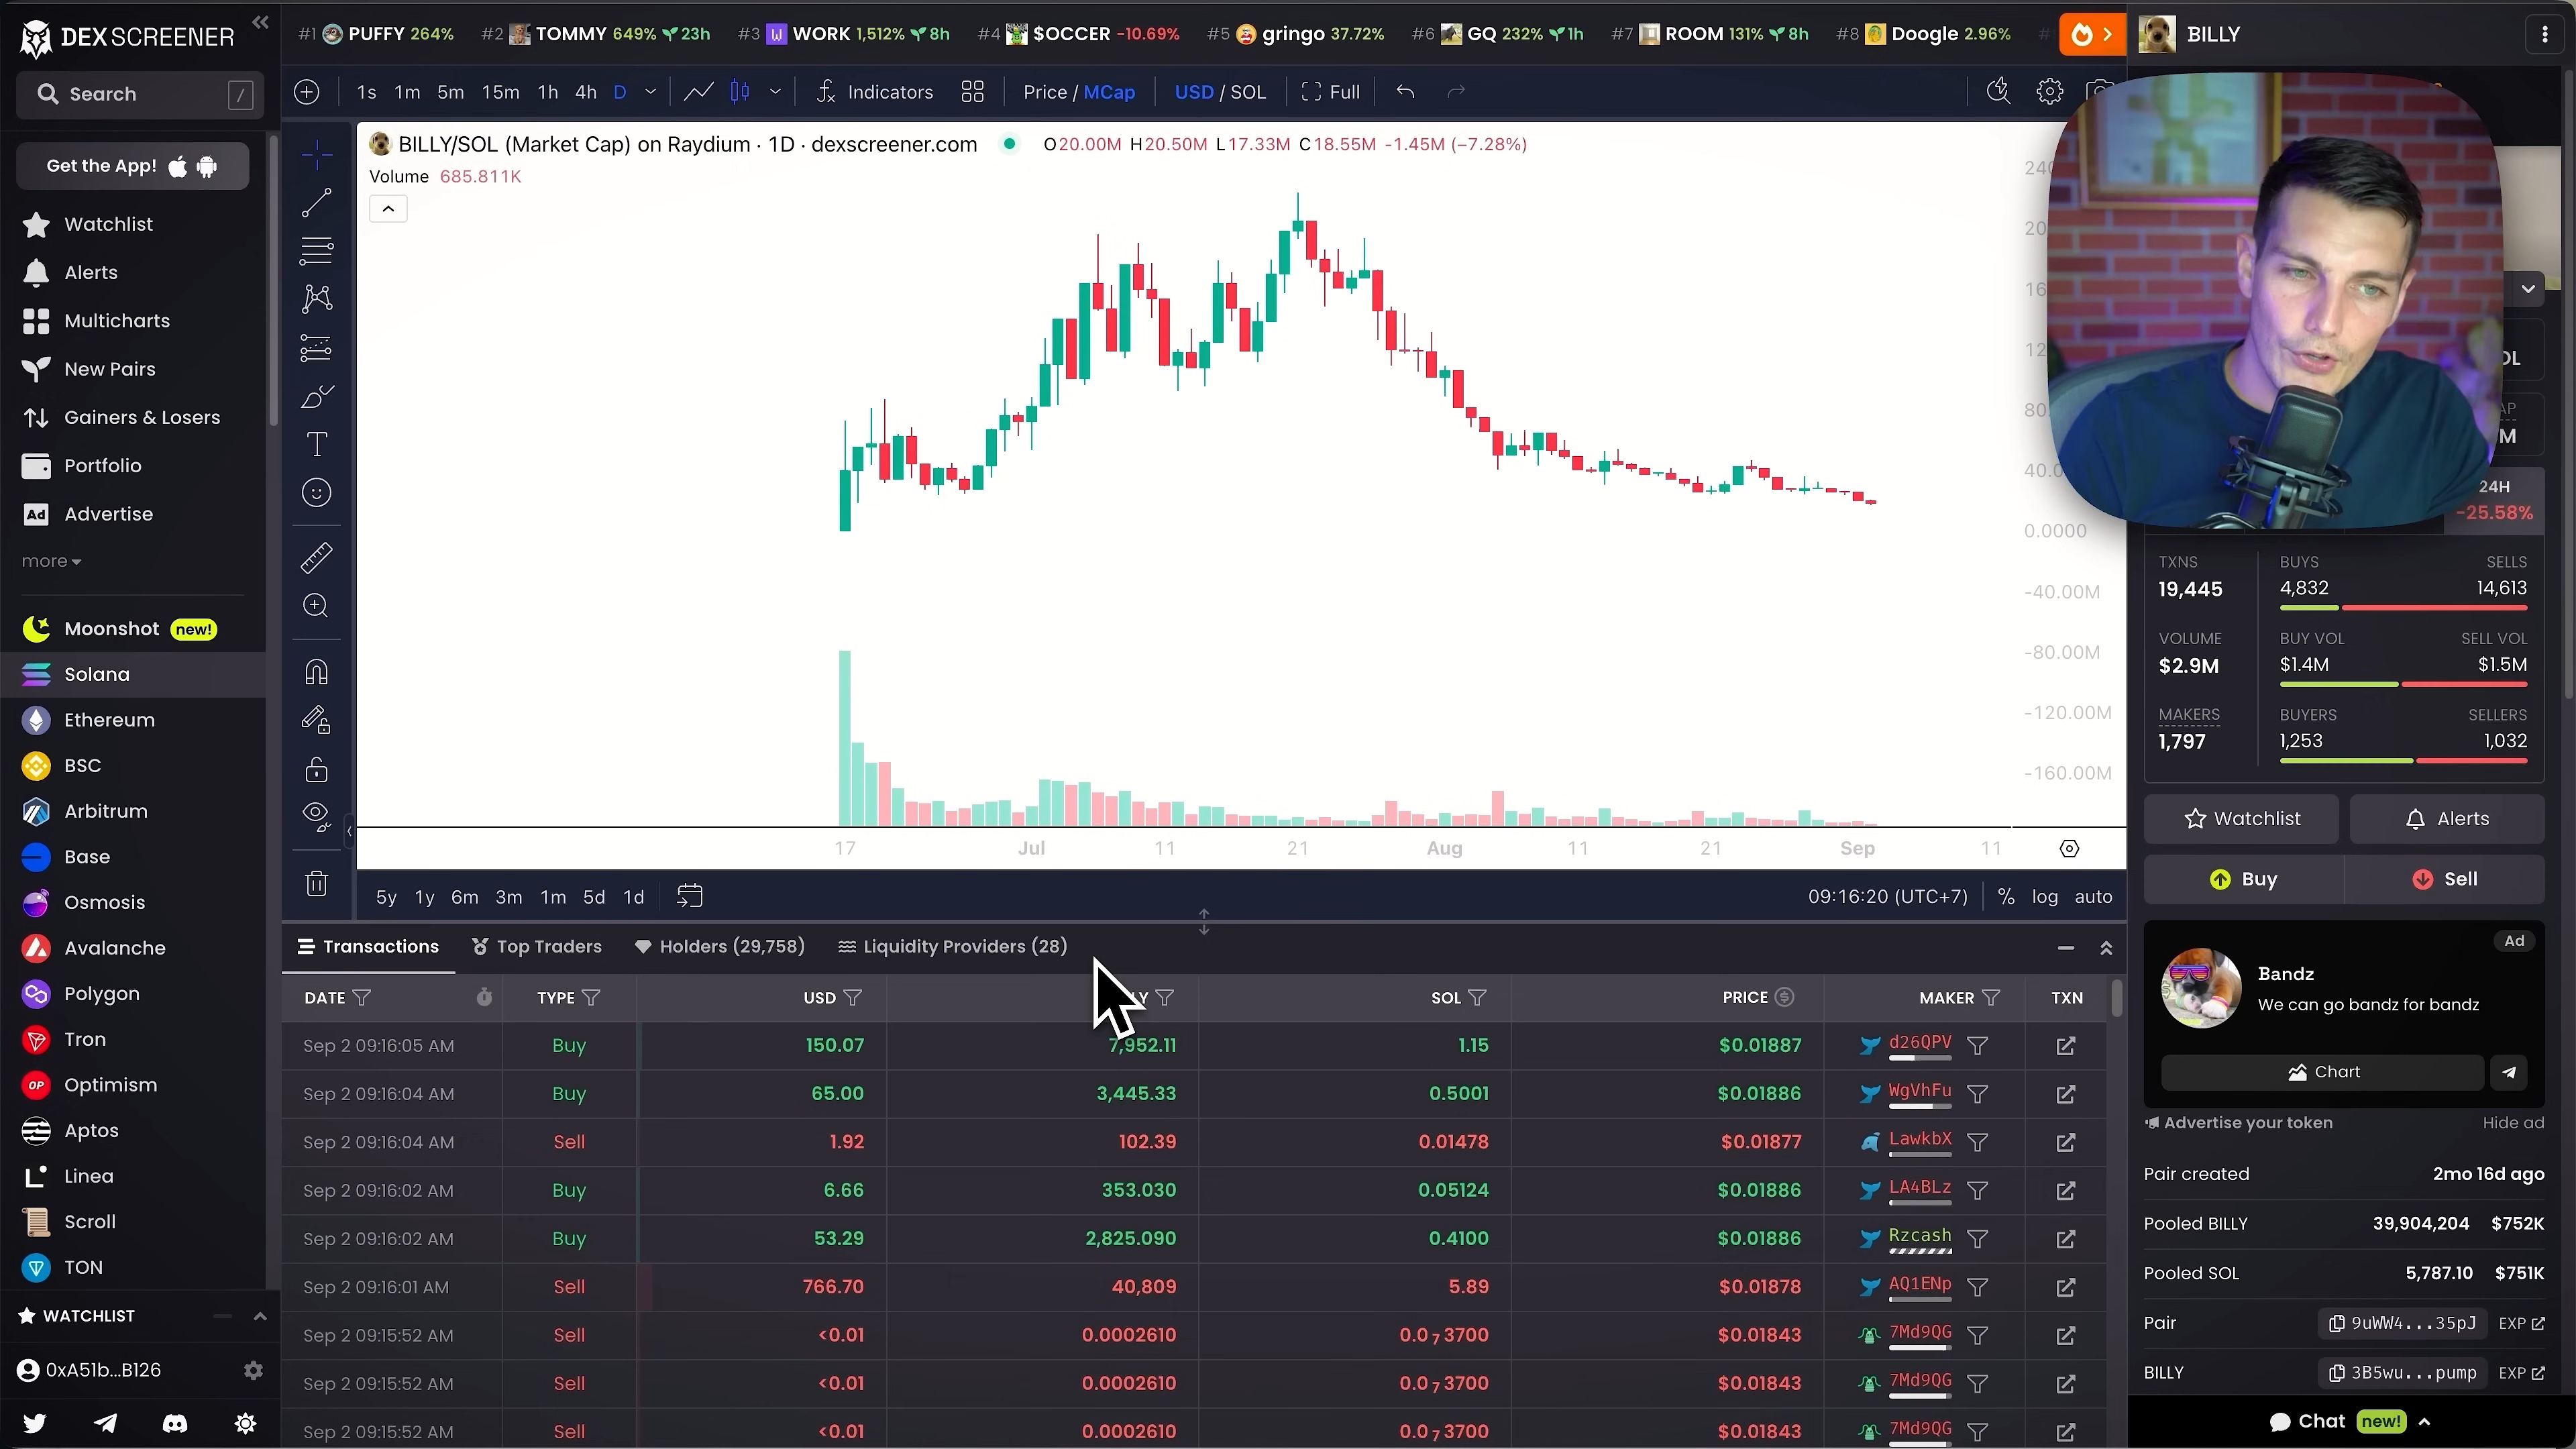 DEX SCREENER
Search /
Get the App!
Watchlist
Alerts
Multicharts
New Pairs
Gainers & Losers
Portfolio
Ad Advertise
more
Moonshot new!
Solana
Ethereum
BSC
Arbitrum
Base
Osmosis
Avalanche
Polygon
Tron
OP Optimism
Aptos
Linea
Scroll
TON
WATCHLIST
0xA51b...B126
#1 PUFFY 264% #2 TOMMY 649% 23h #3 W WORK 1,512% 8h #4 $OCCER -10.69% #5 gringo 37.72% #6 GQ 232% 1h #7 ROOM 131% 8h #8 Doogle 2.96%
1s 1m 5m 15m 1h 4h D Indicators Price / MCap USD / SOL Full
BILLY/SOL (Market Cap) on Raydium · 1D · dexscreener.com O20.00M H20.50M L17.33M C18.55M -1.45M (−7.28%)
Volume 685.811K
0.0000
-40.00M
-80.00M
-120.00M
-160.00M
17 Jul 11 21 Aug 11 21 Sep 11
5y 1y 6m 3m 1m 5d 1d 09:16:20 (UTC+7) % log auto
Transactions Top Traders Holders (29,758) Liquidity Providers (28)
DATE TYPE USD SOL PRICE MAKER TXN
Sep 2 09:16:05 AM Buy 150.07 7,952.11 1.15 $0.01887 d26QPV
Sep 2 09:16:04 AM Buy 65.00 3,445.33 0.5001 $0.01886 WgVhFu
Sep 2 09:16:04 AM Sell 1.92 102.39 0.01478 $0.01877 LawkbX
Sep 2 09:16:02 AM Buy 6.66 353.030 0.05124 $0.01886 LA4BLz
Sep 2 09:16:02 AM Buy 53.29 2,825.090 0.4100 $0.01886 Rzcash
Sep 2 09:16:01 AM Sell 766.70 40,809 5.89 $0.01878 AQ1ENp
Sep 2 09:15:52 AM Sell <0.01 0.0002610 0.0₇3700 $0.01843 7Md9QG
Sep 2 09:15:52 AM Sell <0.01 0.0002610 0.0₇3700 $0.01843 7Md9QG
Sep 2 09:15:52 AM Sell <0.01 0.0002610 0.0₇3700 $0.01843 7Md9QG
BILLY
24H
-25.58%
TXNS BUYS SELLS
19,445 4,832 14,613
VOLUME BUY VOL SELL VOL
$2.9M $1.4M $1.5M
MAKERS BUYERS SELLERS
1,797 1,253 1,032
Watchlist Alerts
Buy Sell
Ad
Bandz
We can go bandz for bandz
Chart
Advertise your token Hide ad
Pair created 2mo 16d ago
Pooled BILLY 39,904,204 $752K
Pooled SOL 5,787.10 $751K
Pair 9uWW4...35pJ EXP
BILLY 3B5wu...pump EXP
Chat new!